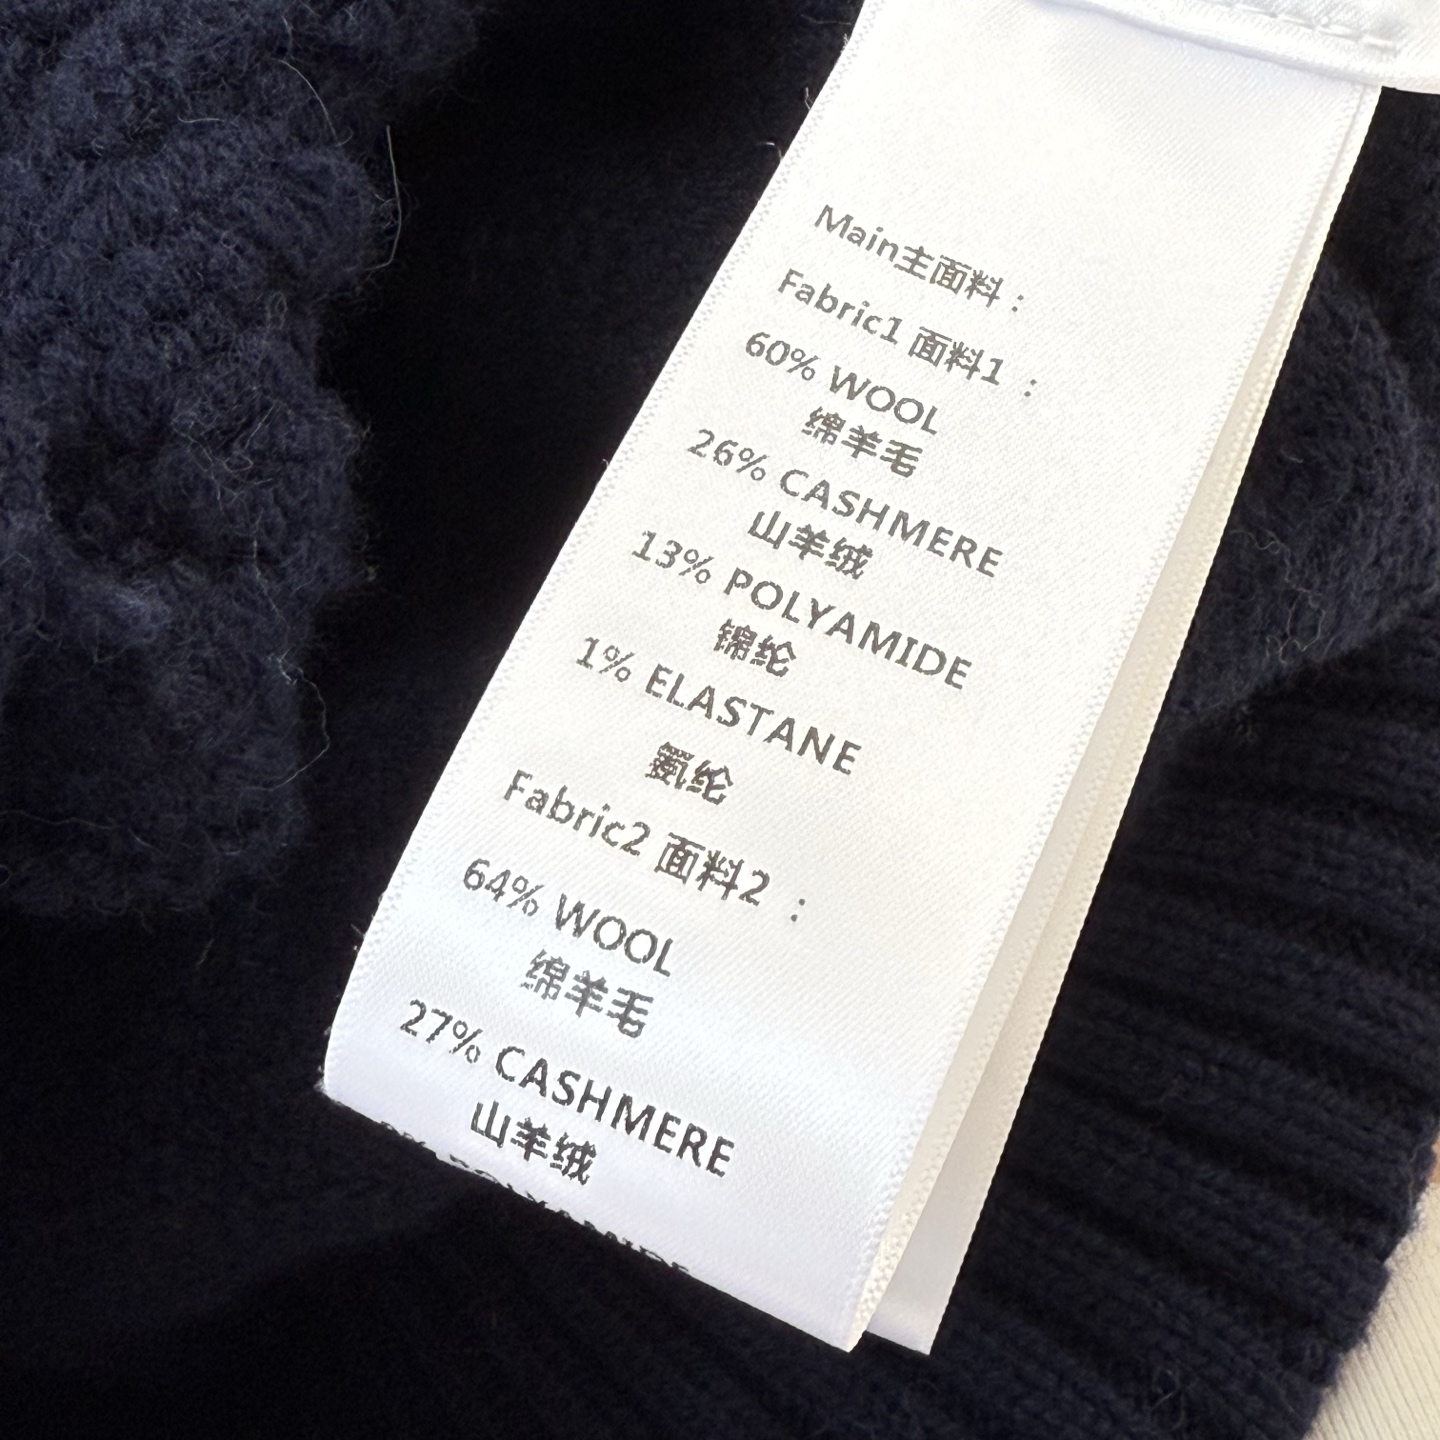 Main主面料：
Fabric1 面料1 ：
60% WOOL
绵羊毛
26% CASHMERE
山羊绒
13% POLYAMIDE
锦纶
1% ELASTANE
氨纶
Fabric2 面料2 ：
64% WOOL
绵羊毛
27% CASHMERE
山羊绒
POLYAMIDE